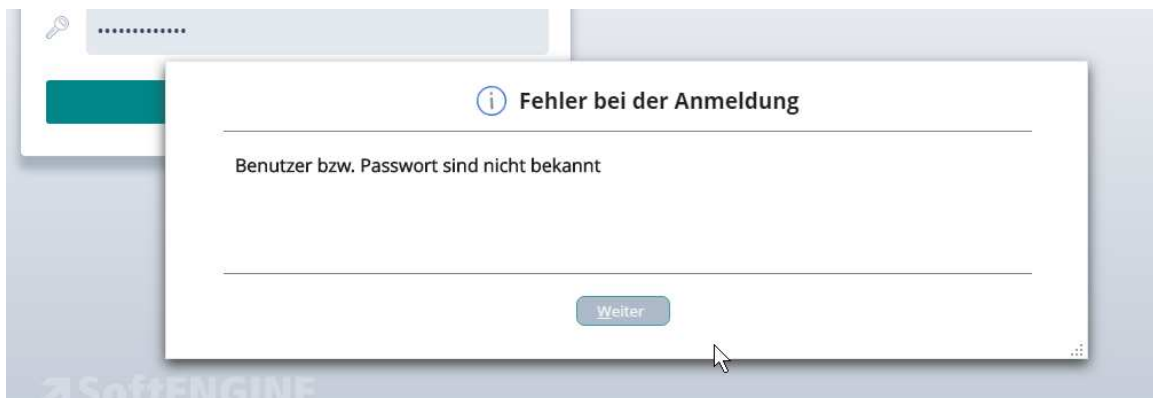 •••••••••••••
Fehler bei der Anmeldung
Benutzer bzw. Passwort sind nicht bekannt
Weiter
SoftENGINE